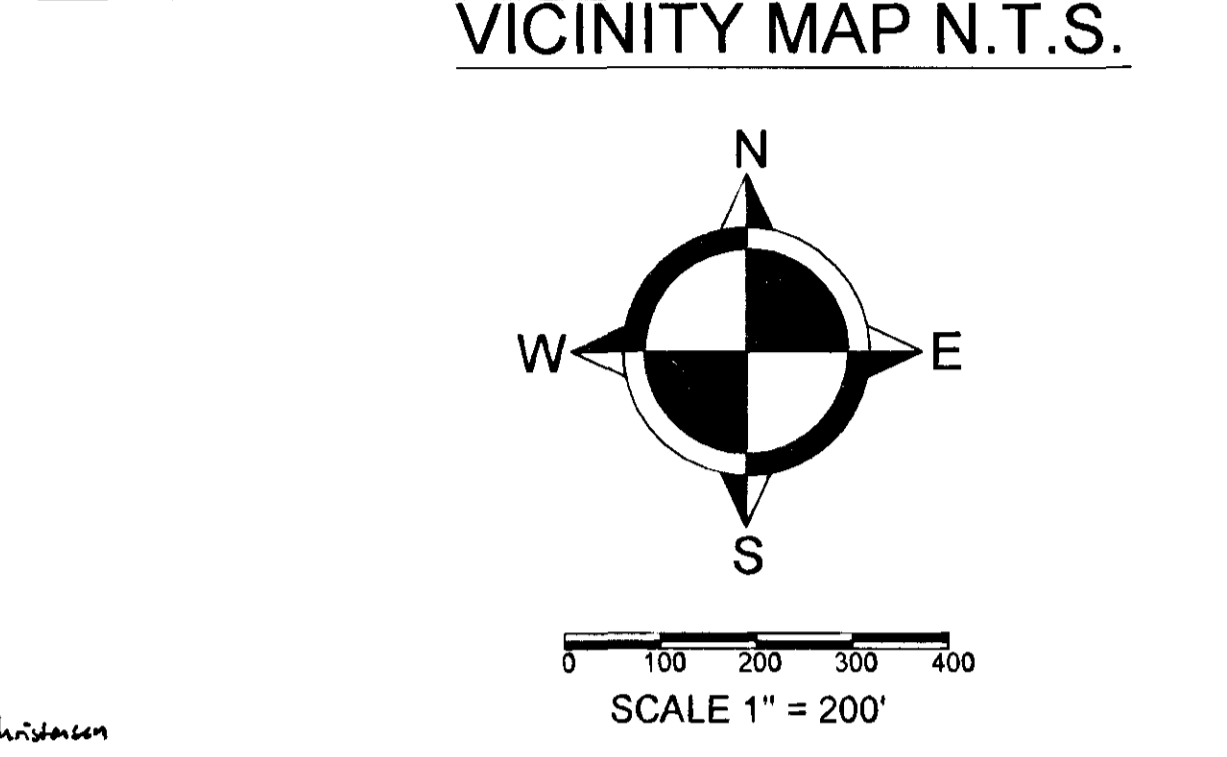 VICINITY MAP N.T.S.
N
W E
S
0 100 200 300 400
SCALE 1" = 200'